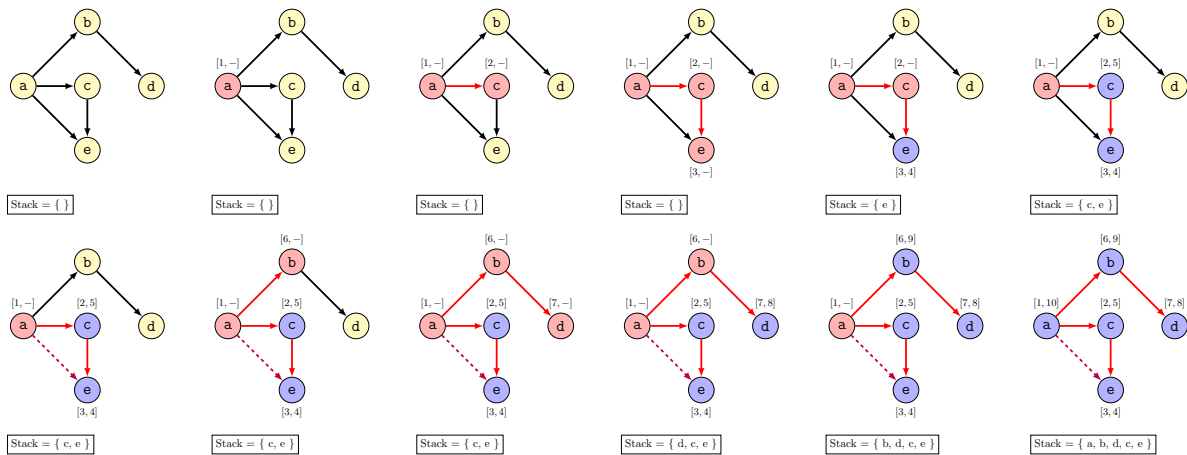 b
a c d
e
Stack = { }
b
[1, −]
a c d
e
Stack = { }
b
[1, −] [2, −]
a c d
e
Stack = { }
b
[1, −] [2, −]
a c d
e
[3, −]
Stack = { }
b
[1, −] [2, −]
a c d
e
[3, 4]
Stack = { e }
b
[1, −] [2, 5]
a c d
e
[3, 4]
Stack = { c, e }
b
[1, −] [2, 5]
a c d
e
[3, 4]
Stack = { c, e }
[6, −]
b
[1, −] [2, 5]
a c d
e
[3, 4]
Stack = { c, e }
[6, −]
b
[1, −] [2, 5] [7, −]
a c d
e
[3, 4]
Stack = { c, e }
[6, −]
b
[1, −] [2, 5] [7, 8]
a c d
e
[3, 4]
Stack = { d, c, e }
[6, 9]
b
[1, −] [2, 5] [7, 8]
a c d
e
[3, 4]
Stack = { b, d, c, e }
[6, 9]
b
[1, 10] [2, 5] [7, 8]
a c d
e
[3, 4]
Stack = { a, b, d, c, e }